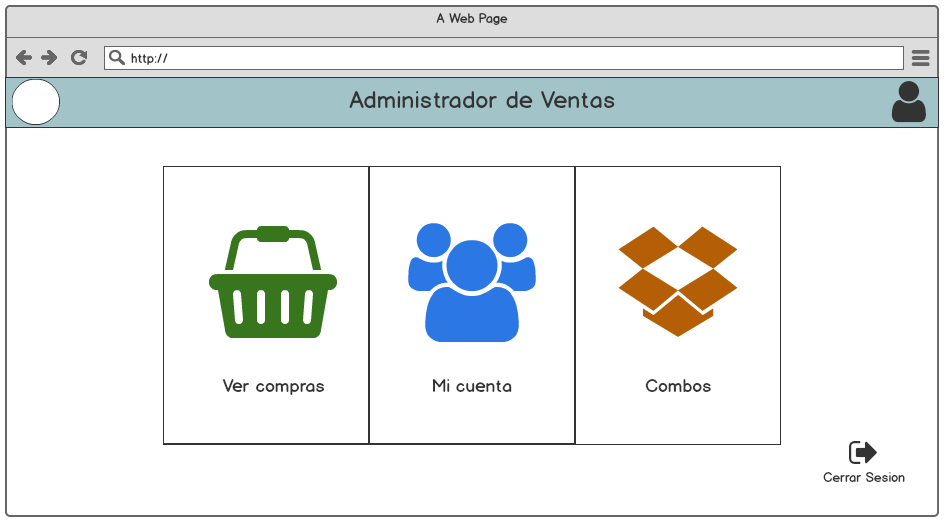 A Web Page
http://
Administrador de Ventas
Ver compras
Mi cuenta
Combos
Cerrar Sesion